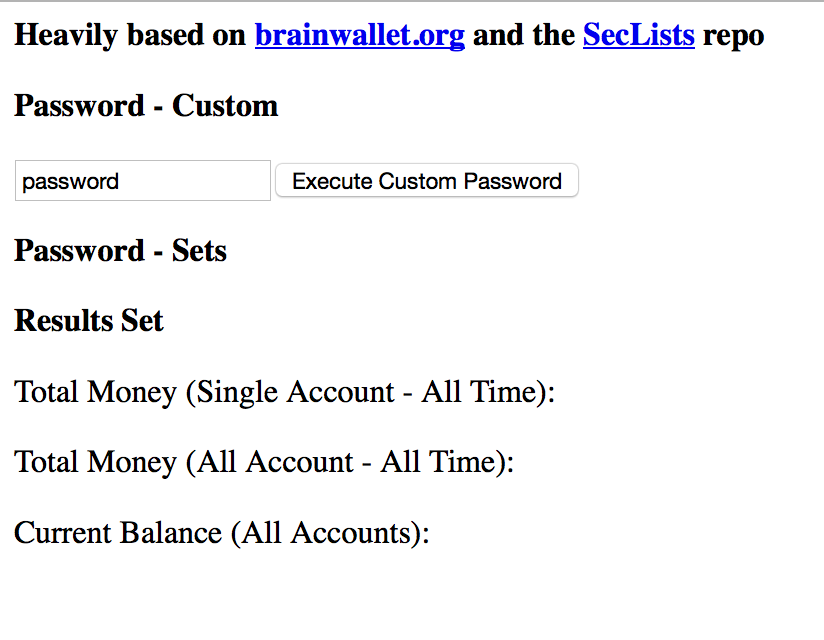 Heavily based on brainwallet.org and the SecLists repo
Password - Custom
password Execute Custom Password
Password - Sets
Results Set
Total Money (Single Account - All Time):
Total Money (All Account - All Time):
Current Balance (All Accounts):